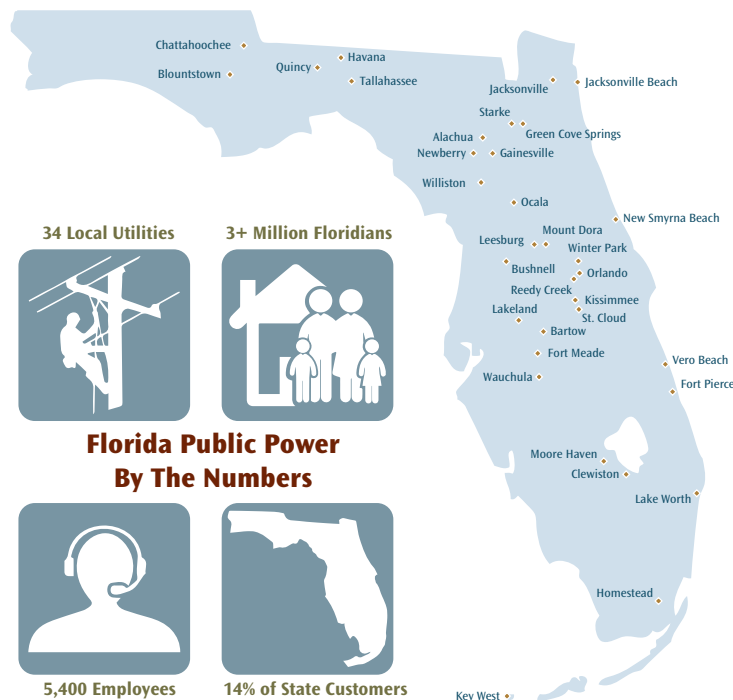 Chattahoochee
Havana
Quincy
Blountstown
Tallahassee
Jacksonville
Jacksonville Beach
Starke
Green Cove Springs
Alachua
Newberry
Gainesville
Williston
Ocala
New Smyrna Beach
Leesburg
Mount Dora
Winter Park
Bushnell
Orlando
Reedy Creek
Kissimmee
Lakeland
St. Cloud
Bartow
Fort Meade
Vero Beach
Wauchula
Fort Pierce
Moore Haven
Clewiston
Lake Worth
Homestead
Key West
34 Local Utilities
3+ Million Floridians
Florida Public Power
By The Numbers
5,400 Employees
14% of State Customers